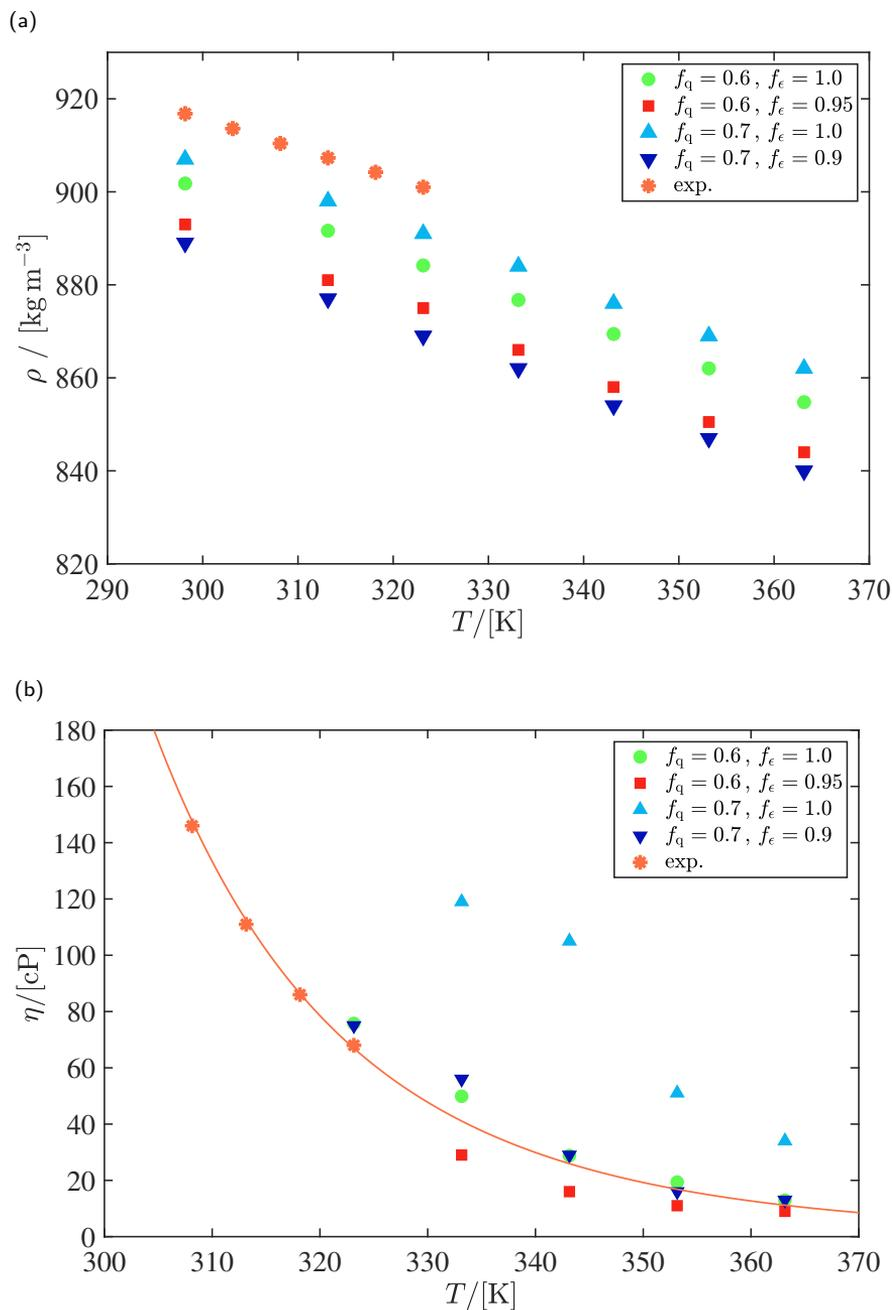 (a)
920
900
880
860
840
820
ρ / [kg m⁻³]
f_q = 0.6 , f_ϵ = 1.0
f_q = 0.6 , f_ϵ = 0.95
f_q = 0.7 , f_ϵ = 1.0
f_q = 0.7 , f_ϵ = 0.9
exp.
290 300 310 320 330 340 350 360 370
T/[K]
(b)
180
160
140
120
100
80
60
40
20
0
η/[cP]
f_q = 0.6 , f_ϵ = 1.0
f_q = 0.6 , f_ϵ = 0.95
f_q = 0.7 , f_ϵ = 1.0
f_q = 0.7 , f_ϵ = 0.9
exp.
300 310 320 330 340 350 360 370
T/[K]